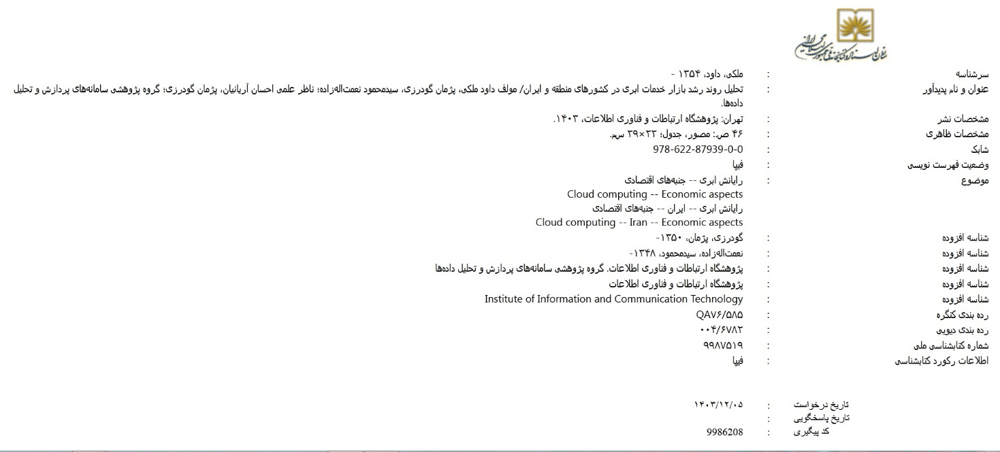 سازمان اسناد و کتابخانه ملی جمهوری اسلامی ایران
سرشناسه : ملکی، داود، ۱۳۵۴ -
عنوان و نام پدیدآور : تحلیل روند رشد بازار خدمات ابری در کشورهای منطقه و ایران/ مولف داود ملکی، پژمان گودرزی، سیدمحمود نعمت‌اله‌زاده؛ ناظر علمی احسان آریانیان، پژمان گودرزی؛ گروه پژوهشی سامانه‌های پردازش و تحلیل
داده‌ها.
مشخصات نشر : تهران: پژوهشگاه ارتباطات و فناوری اطلاعات، ۱۴۰۳.
مشخصات ظاهری : ۴۶ ص.: مصور، جدول؛ ۲۲×۲۹ س‌م.
شابک : 978-622-87939-0-0
وضعیت فهرست نویسی : فیپا
موضوع : رایانش ابری -- جنبه‌های اقتصادی
Cloud computing -- Economic aspects
رایانش ابری -- ایران -- جنبه‌های اقتصادی
Cloud computing -- Iran -- Economic aspects
شناسه افزوده : گودرزی، پژمان، ۱۳۵۰-
شناسه افزوده : نعمت‌اله‌زاده، سیدمحمود، ۱۳۴۸-
شناسه افزوده : پژوهشگاه ارتباطات و فناوری اطلاعات. گروه پژوهشی سامانه‌های پردازش و تحلیل داده‌ها
شناسه افزوده : پژوهشگاه ارتباطات و فناوری اطلاعات
شناسه افزوده : Institute of Information and Communication Technology
رده بندی کنگره : QA۷۶/۵۸۵
رده بندی دیویی : ۰۰۴/۶۷۸۲
شماره کتابشناسی ملی : ۹۹۸۷۵۱۹
اطلاعات رکورد کتابشناسی : فیپا
تاریخ درخواست : ۱۴۰۳/۱۲/۰۵
تاریخ پاسخگویی :
کد پیگیری : 9986208